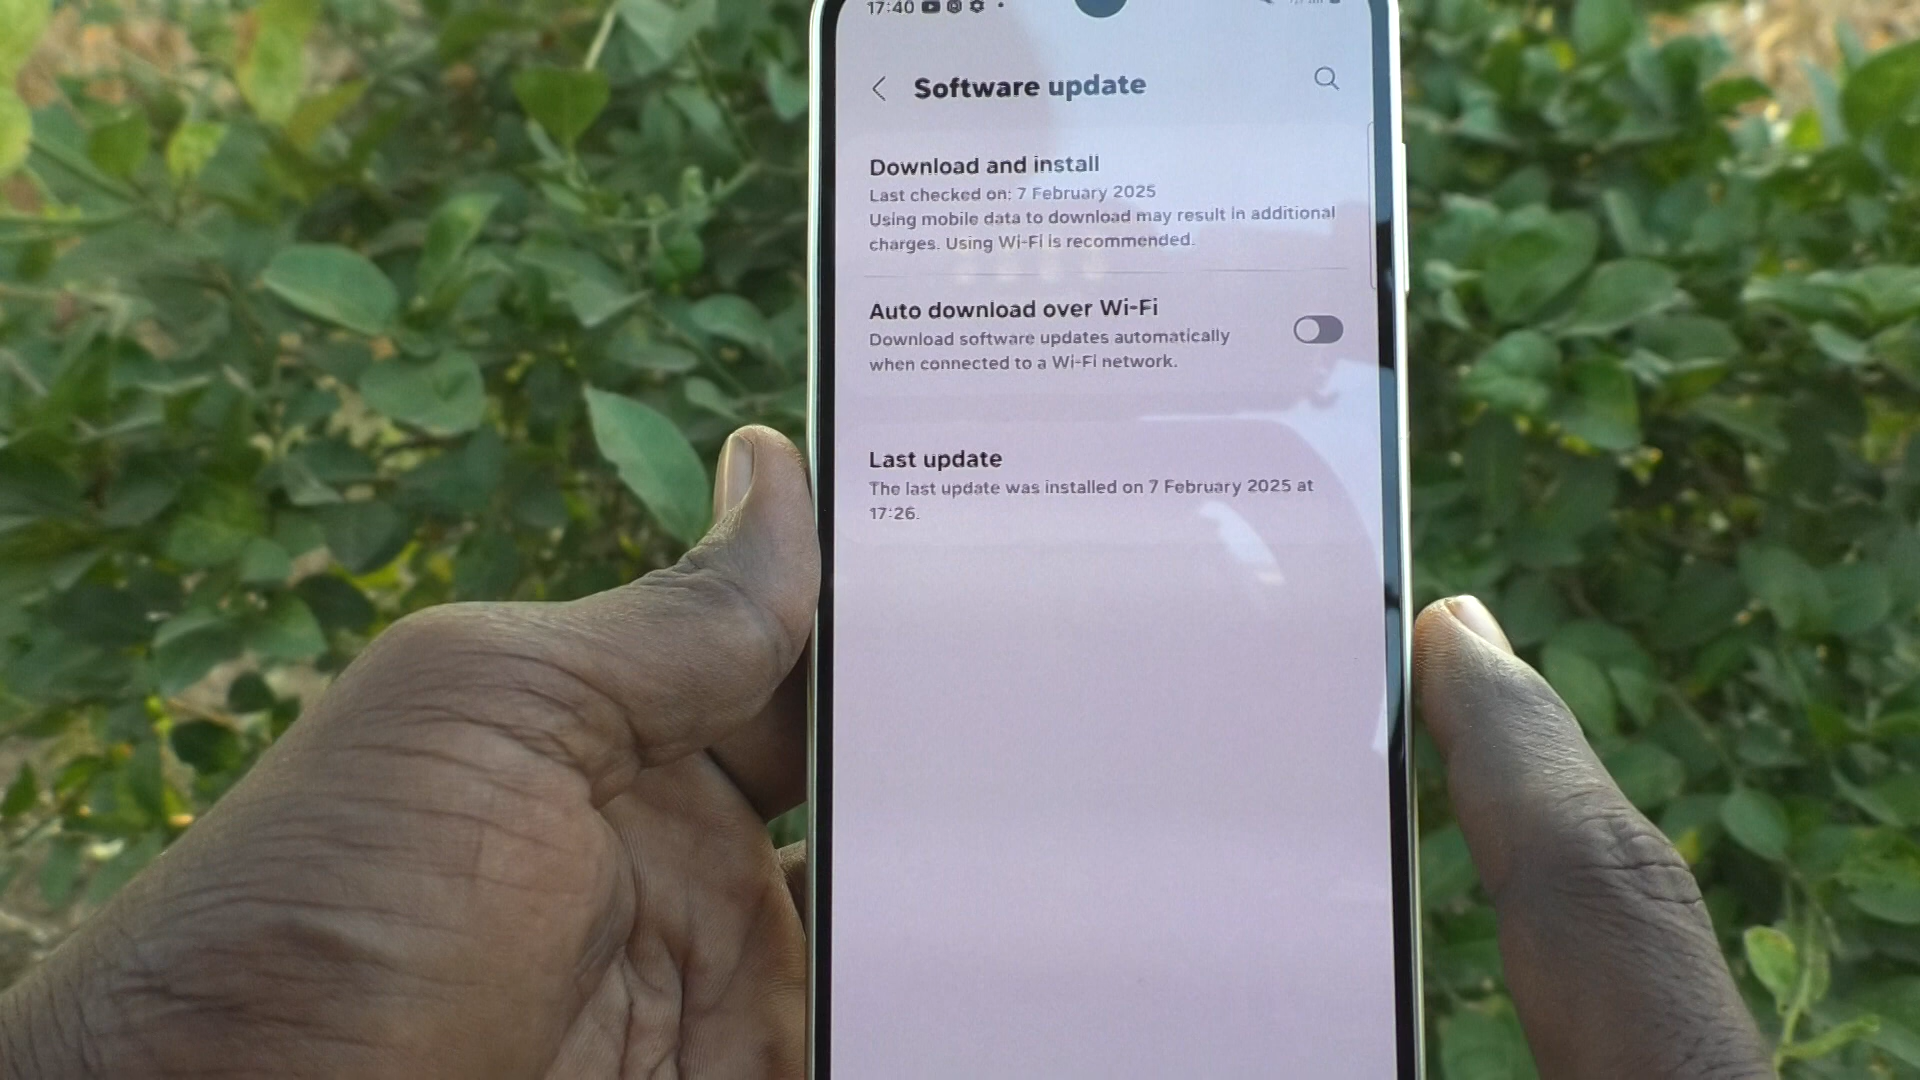 17:40
Software update
Download and install
Last checked on: 7 February 2025
Using mobile data to download may result in additional
charges. Using Wi-Fi is recommended.
Auto download over Wi-Fi
Download software updates automatically
when connected to a Wi-Fi network.
Last update
The last update was installed on 7 February 2025 at
17:26.